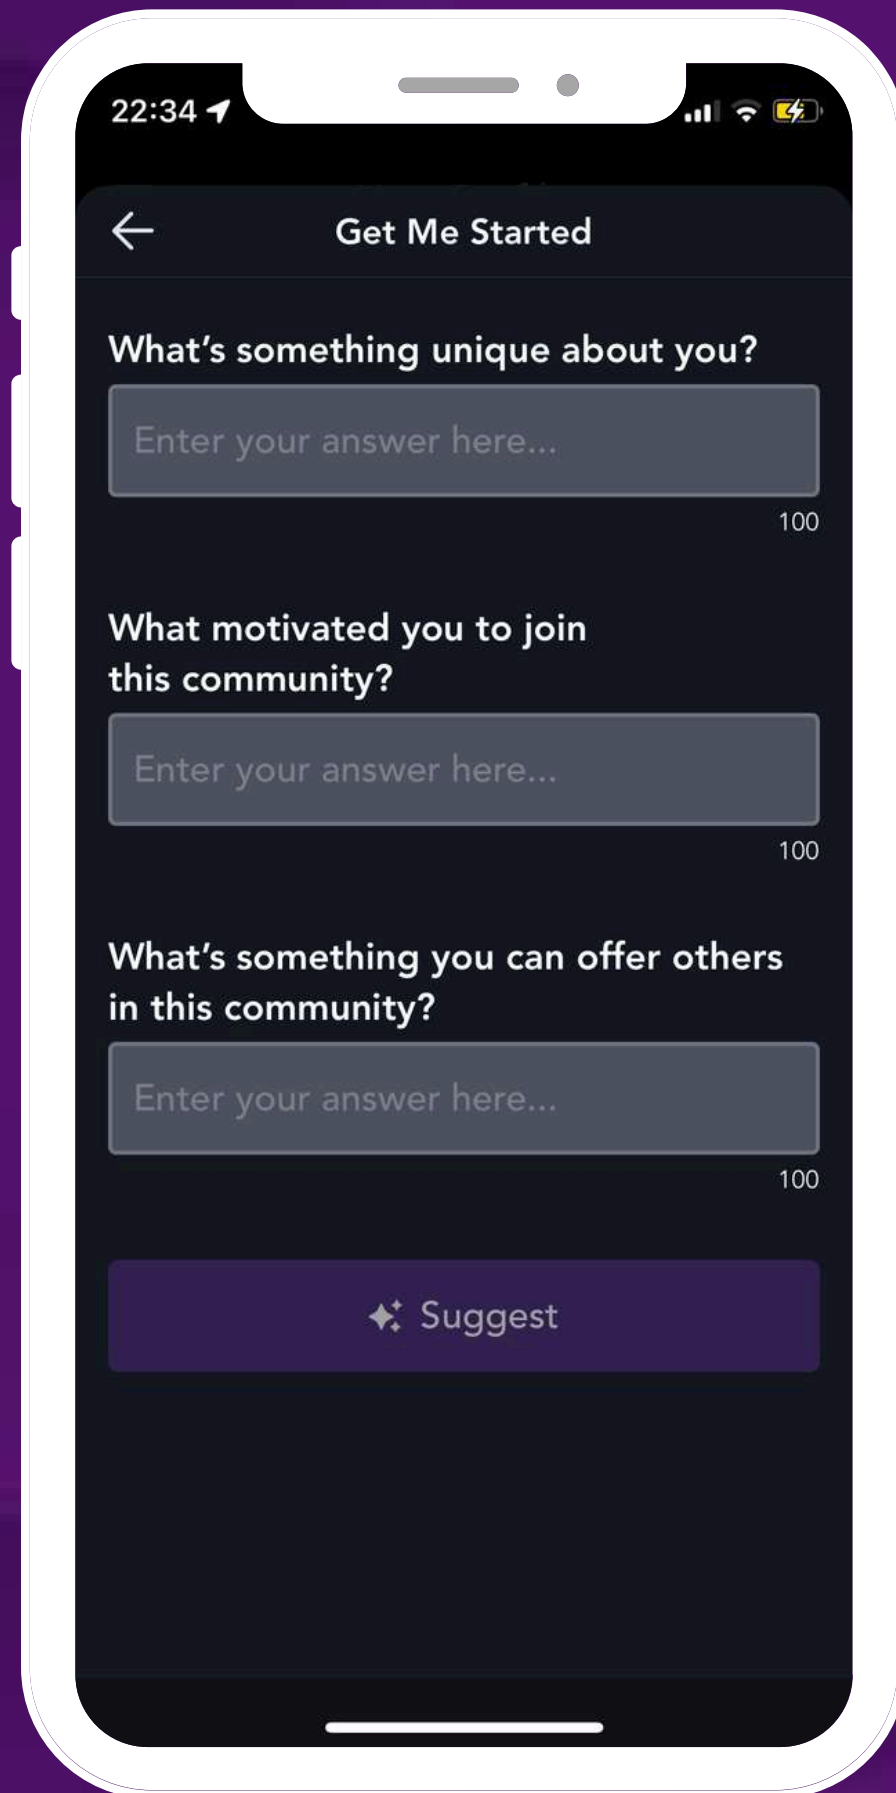 22:34
Get Me Started
What's something unique about you?
Enter your answer here...
100
What motivated you to join
this community?
Enter your answer here...
100
What's something you can offer others
in this community?
Enter your answer here...
100
Suggest